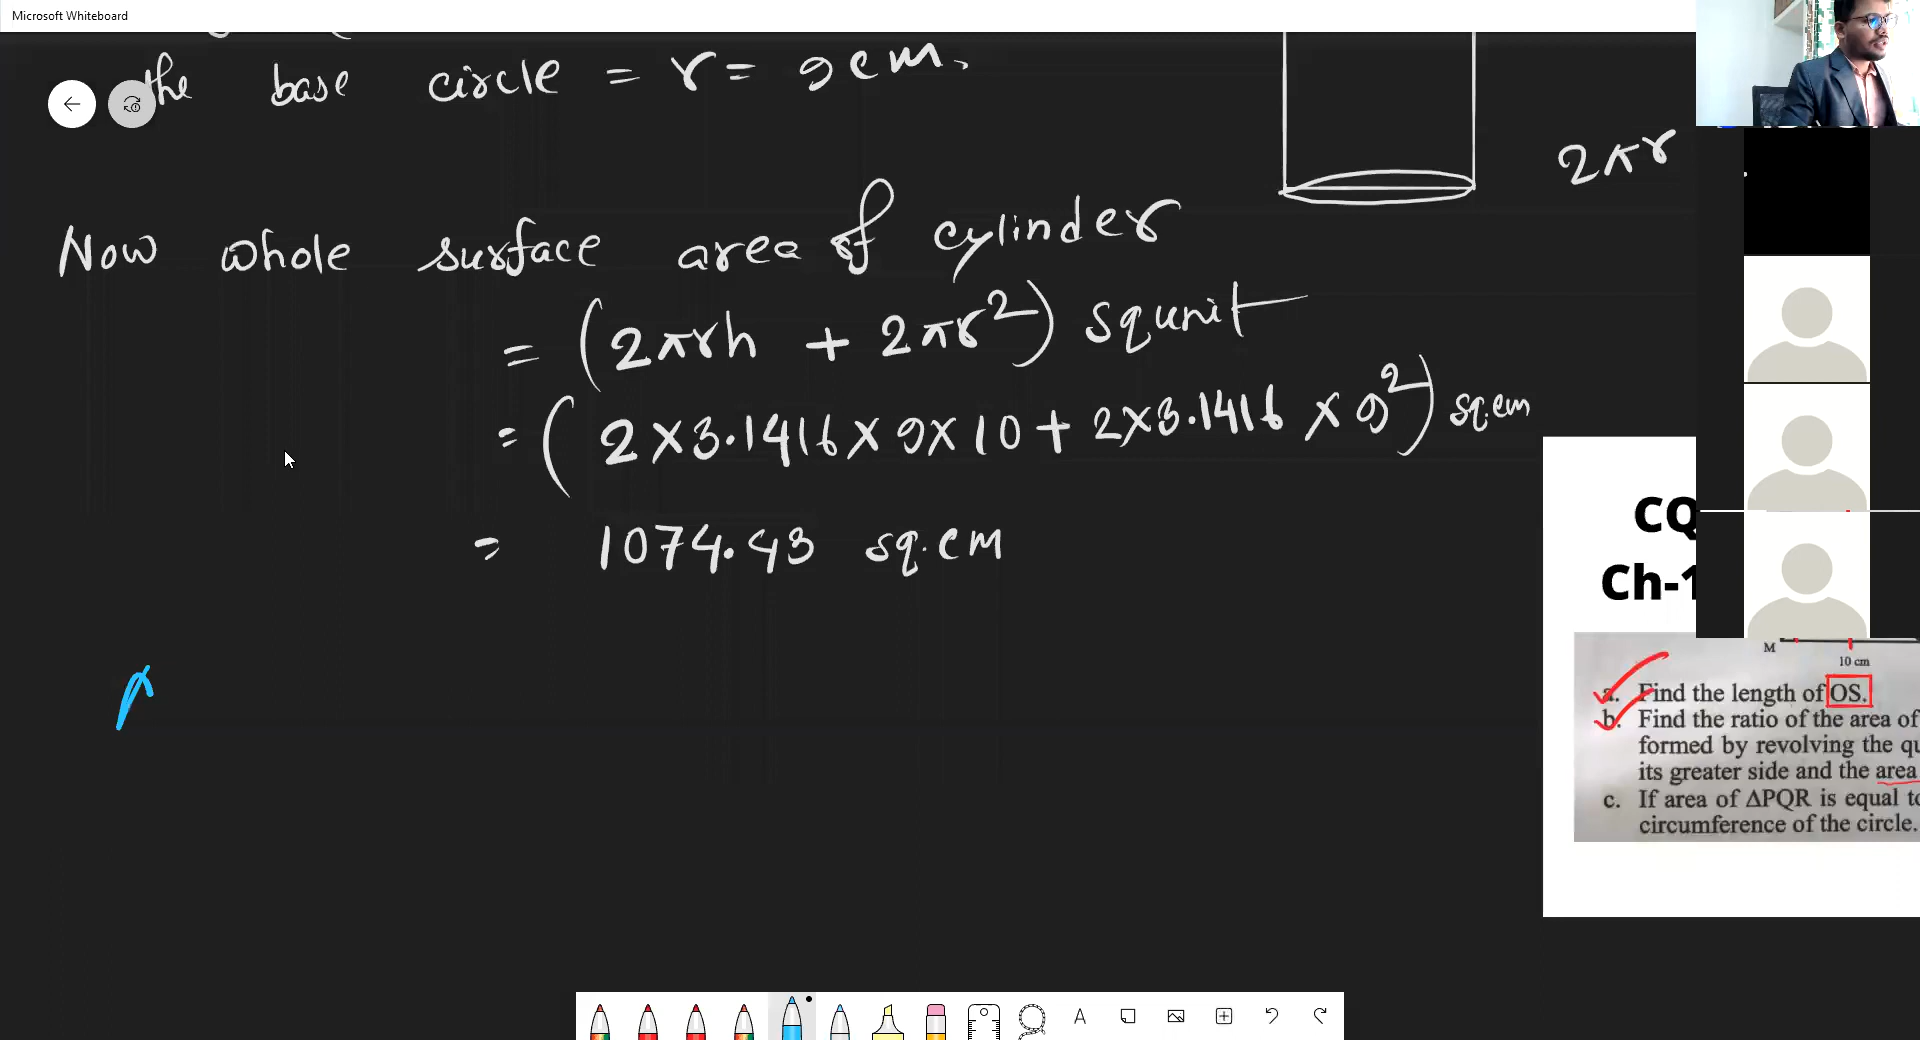 Microsoft Whiteboard
the base circle = r = 9 cm.
2πr
Now whole surface area of cylinder
= (2πrh + 2πr²) squnit
= (2×3.1416×9×10+2×3.1416×9²) sq.cm
= 1074.43 sq.cm
CQ
Ch-1
M
10 cm
a. Find the length of OS.
b. Find the ratio of the area of
formed by revolving the qu
its greater side and the area
c. If area of ΔPQR is equal to
circumference of the circle.
A